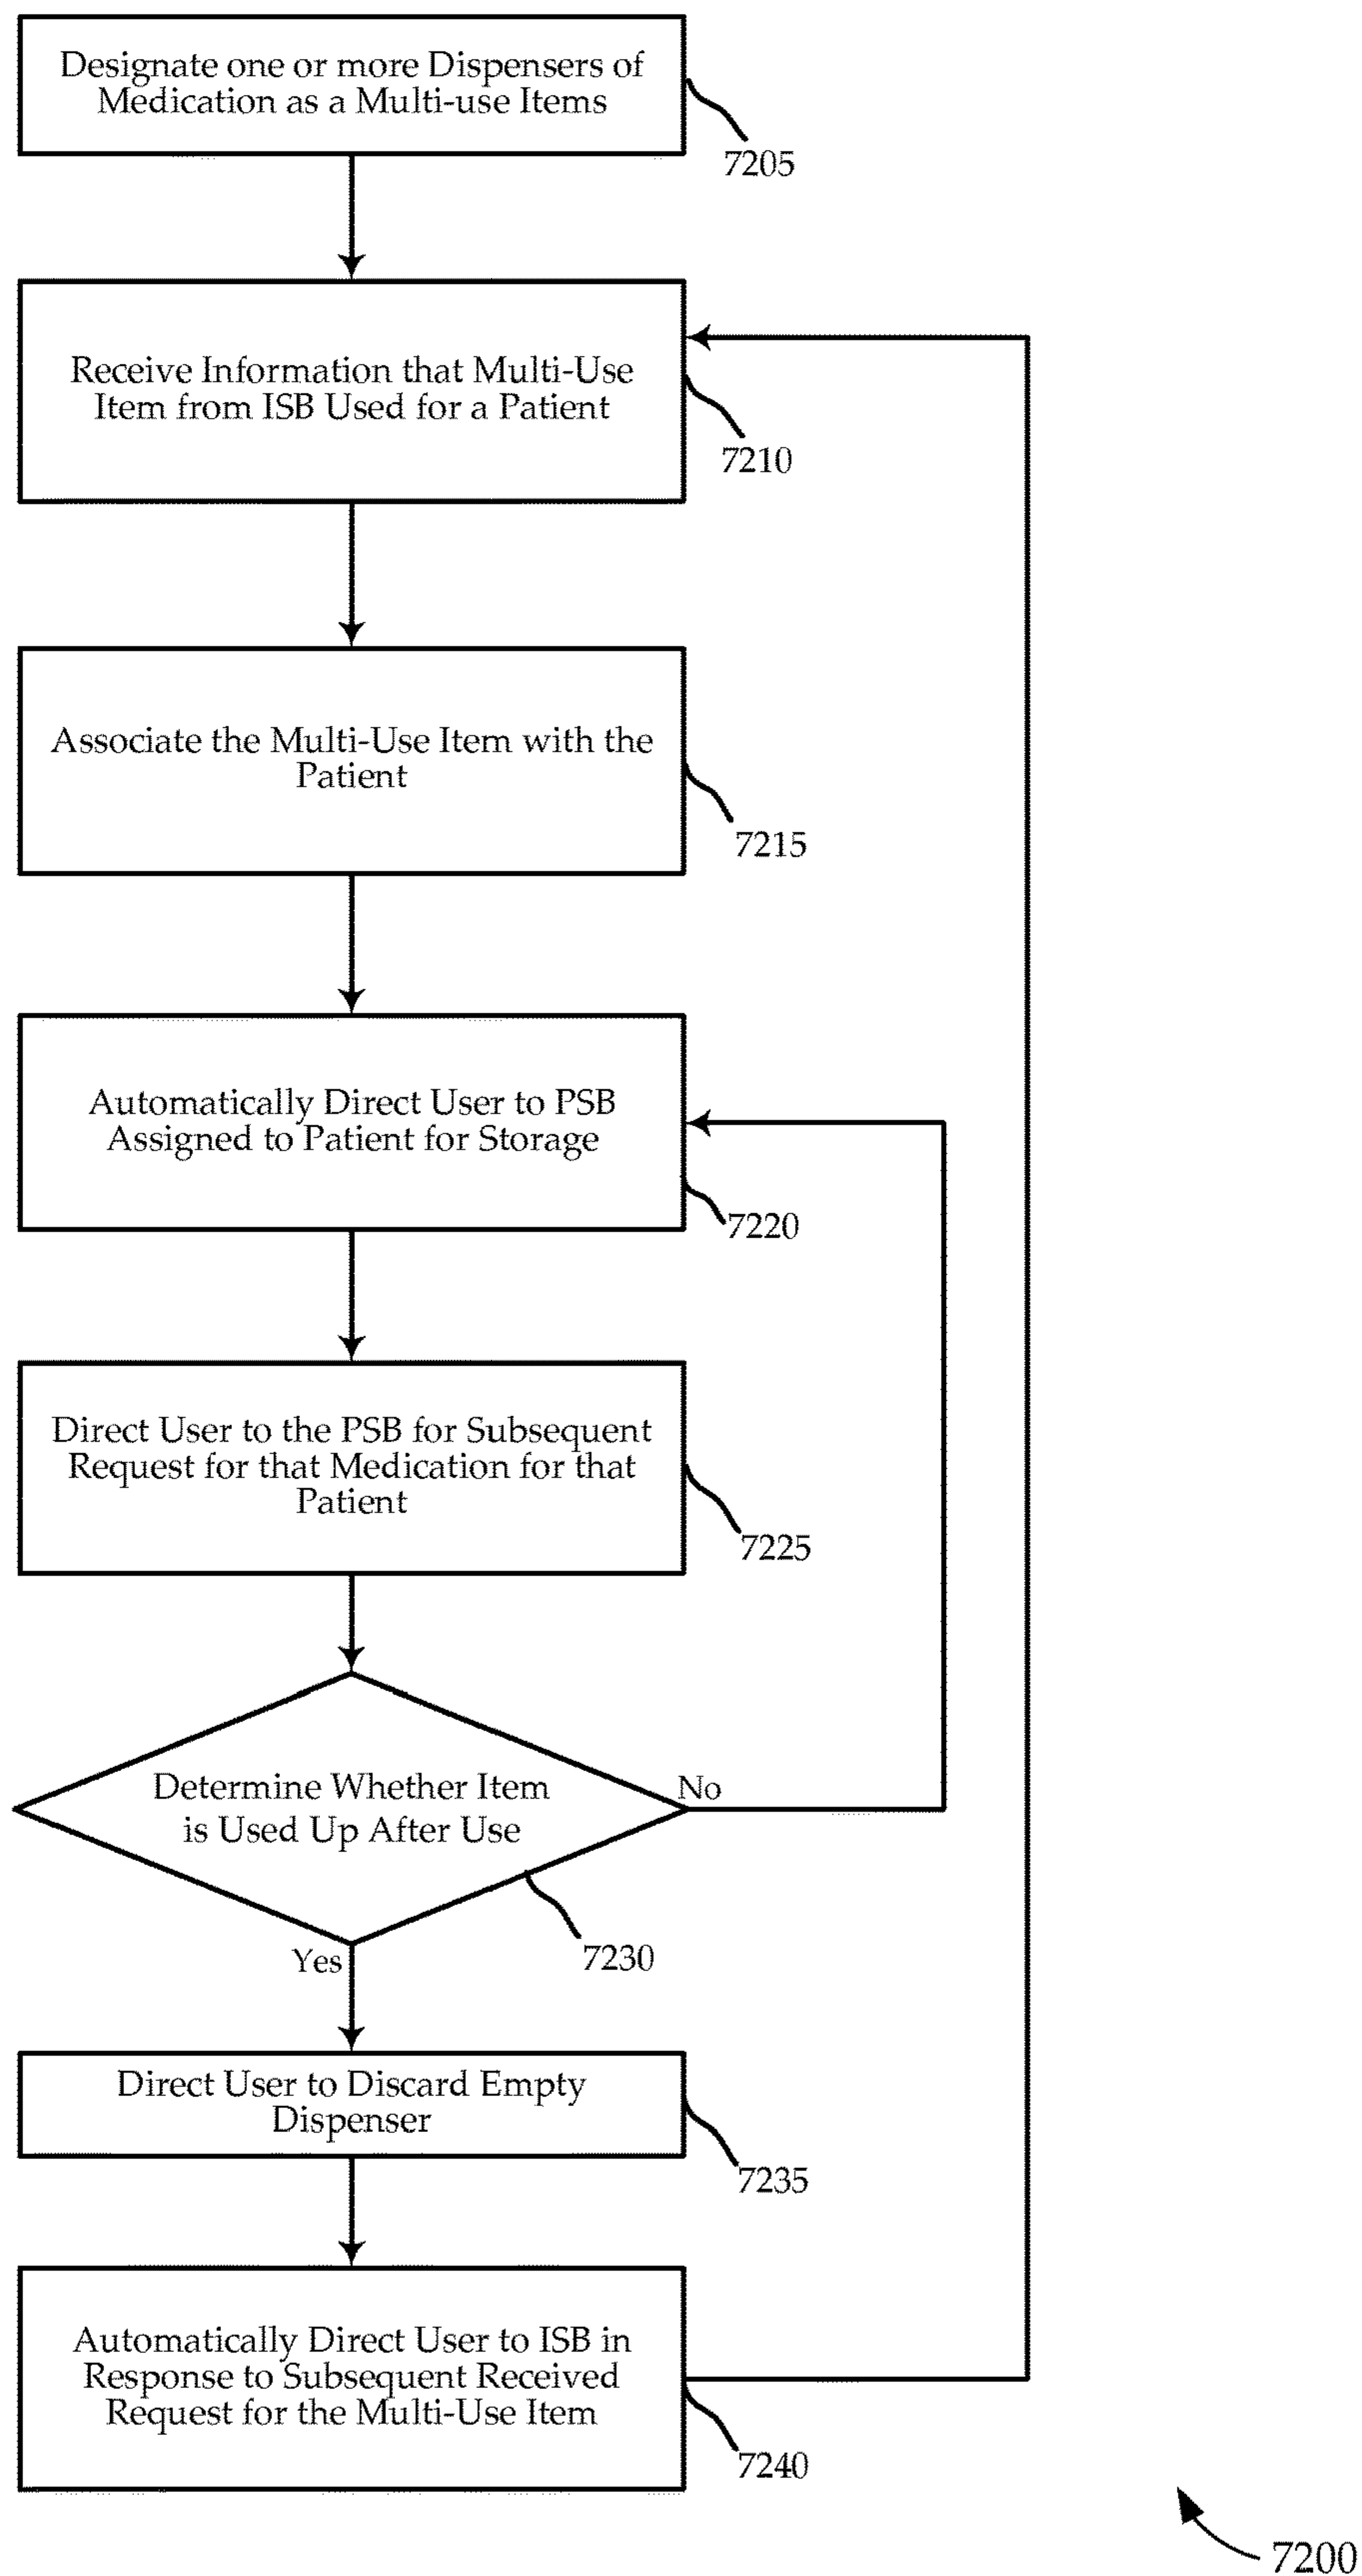 Designate one or more Dispensers of
Medication as a Multi-use Items
7205
Receive Information that Multi-Use
Item from ISB Used for a Patient
7210
Associate the Multi-Use Item with the
Patient
7215
Automatically Direct User to PSB
Assigned to Patient for Storage
7220
Direct User to the PSB for Subsequent
Request for that Medication for that
Patient
7225
Determine Whether Item
is Used Up After Use
No
7230
Yes
Direct User to Discard Empty
Dispenser
7235
Automatically Direct User to ISB in
Response to Subsequent Received
Request for the Multi-Use Item
7240
7200